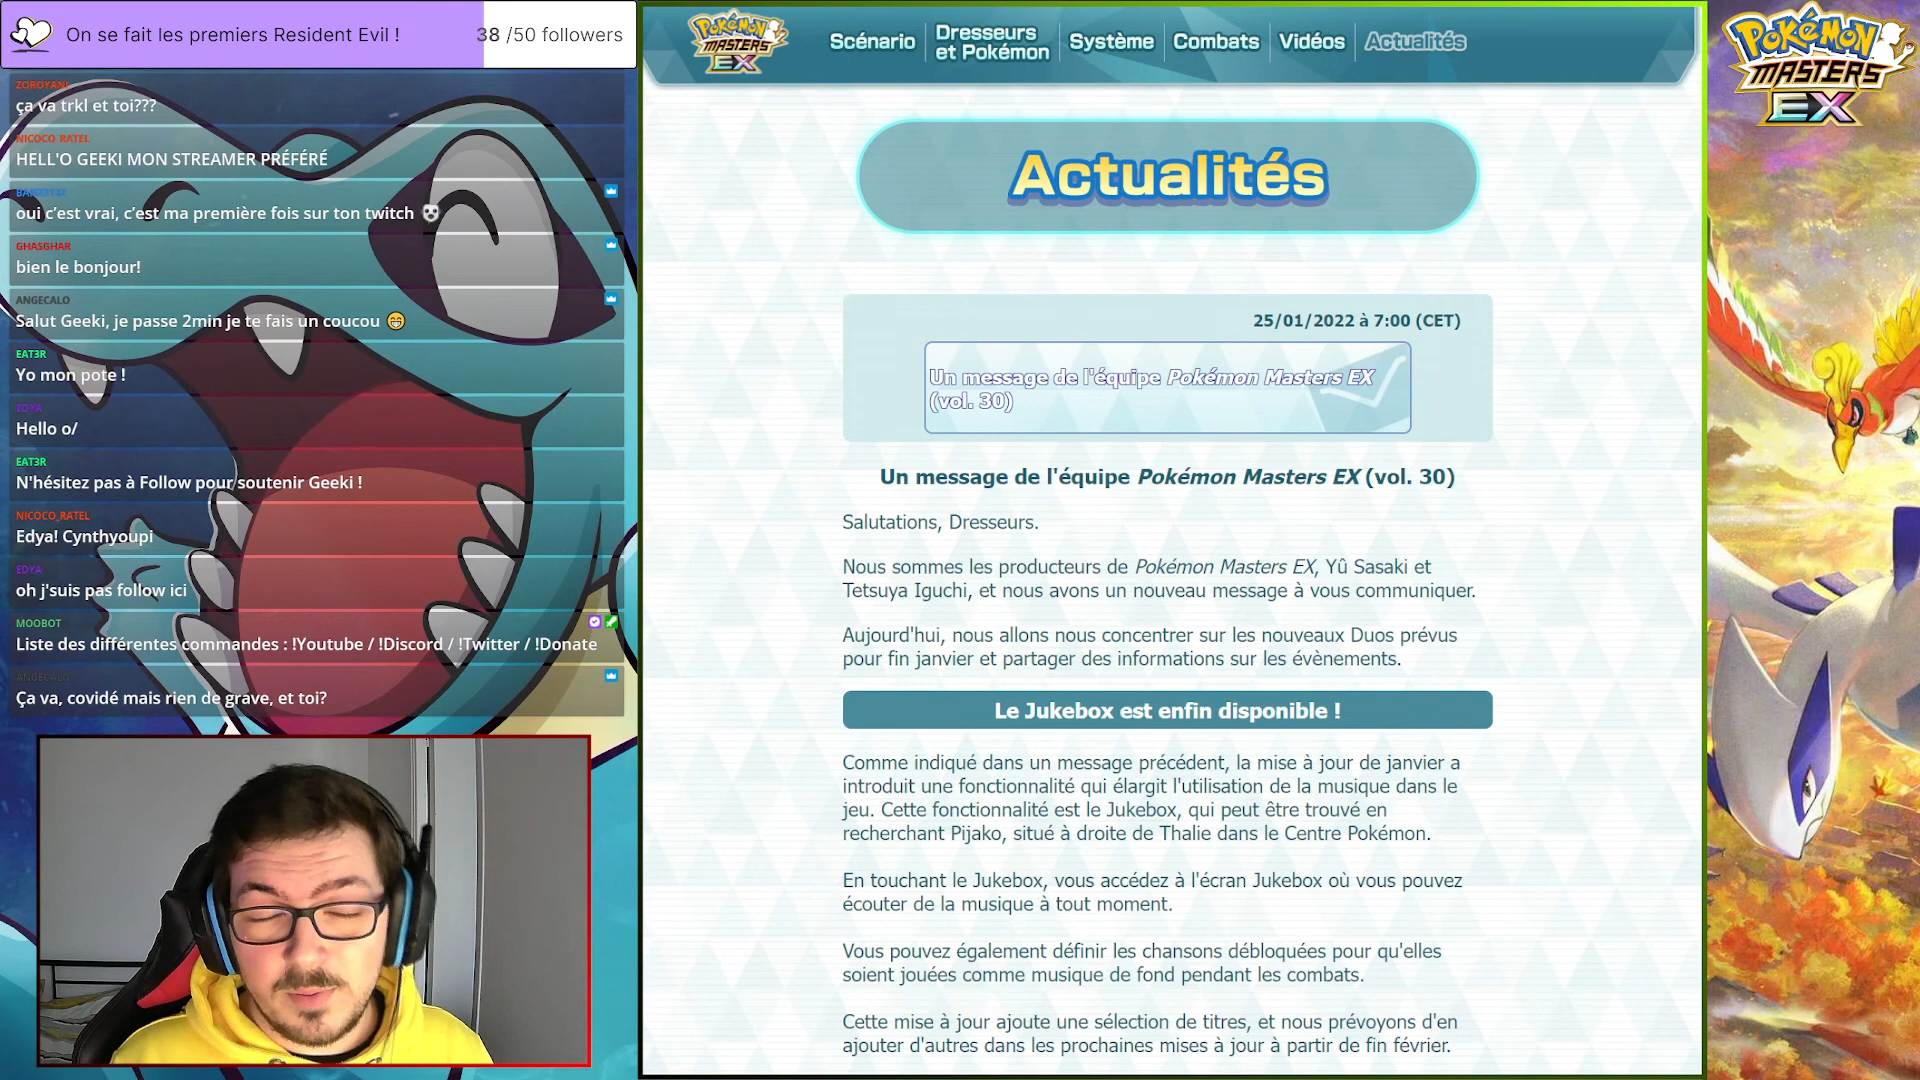 On se fait les premiers Resident Evil !
38 /50 followers
ZOROYANI
ça va trkl et toi???
NICOCO_RATEL
HELL'O GEEKI MON STREAMER PRÉFÉRÉ
oui c'est vrai, c'est ma première fois sur ton twitch
GHASGHAR
bien le bonjour!
ANGECALO
Salut Geeki, je passe 2min je te fais un coucou
EAT3R
Yo mon pote !
EDYA
Hello o/
EAT3R
N'hésitez pas à Follow pour soutenir Geeki !
NICOCO_RATEL
Edya! Cynthyoupi
EDYA
oh j'suis pas follow ici
MOOBOT
Liste des différentes commandes : !Youtube / !Discord / !Twitter / !Donate
ANGECALO
Ça va, covidé mais rien de grave, et toi?
Pokémon
MASTERS
EX
Scénario
Dresseurs
et Pokémon
Système
Combats
Vidéos
Actualités
Actualités
25/01/2022 à 7:00 (CET)
Un message de l'équipe Pokémon Masters EX
(vol. 30)
Un message de l'équipe Pokémon Masters EX (vol. 30)
Salutations, Dresseurs.
Nous sommes les producteurs de Pokémon Masters EX, Yû Sasaki et
Tetsuya Iguchi, et nous avons un nouveau message à vous communiquer.
Aujourd'hui, nous allons nous concentrer sur les nouveaux Duos prévus
pour fin janvier et partager des informations sur les évènements.
Le Jukebox est enfin disponible !
Comme indiqué dans un message précédent, la mise à jour de janvier a
introduit une fonctionnalité qui élargit l'utilisation de la musique dans le
jeu. Cette fonctionnalité est le Jukebox, qui peut être trouvé en
recherchant Pijako, situé à droite de Thalie dans le Centre Pokémon.
En touchant le Jukebox, vous accédez à l'écran Jukebox où vous pouvez
écouter de la musique à tout moment.
Vous pouvez également définir les chansons débloquées pour qu'elles
soient jouées comme musique de fond pendant les combats.
Cette mise à jour ajoute une sélection de titres, et nous prévoyons d'en
ajouter d'autres dans les prochaines mises à jour à partir de fin février.
Pokémon
MASTERS
EX